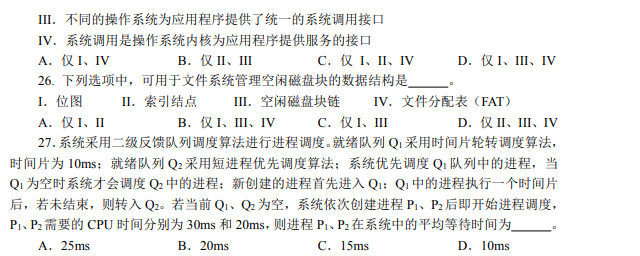 III. 不同的操作系统为应用程序提供了统一的系统调用接口
IV. 系统调用是操作系统内核为应用程序提供服务的接口
A. 仅 I、IV B. 仅 II、III C. 仅 I、II、IV D. 仅 I、III、IV
26. 下列选项中，可用于文件系统管理空闲磁盘块的数据结构是______。
I. 位图 II. 索引结点 III. 空闲磁盘块链 IV. 文件分配表（FAT）
A. 仅 I、II B. 仅 I、III、IV C. 仅 I、III D. 仅 II、III、IV
27. 系统采用二级反馈队列调度算法进行进程调度。就绪队列 Q₁ 采用时间片轮转调度算法，
时间片为 10ms；就绪队列 Q₂ 采用短进程优先调度算法；系统优先调度 Q₁ 队列中的进程，当
Q₁ 为空时系统才会调度 Q₂ 中的进程；新创建的进程首先进入 Q₁；Q₁ 中的进程执行一个时间片
后，若未结束，则转入 Q₂。若当前 Q₁、Q₂ 为空，系统依次创建进程 P₁、P₂ 后即开始进程调度，
P₁、P₂ 需要的 CPU 时间分别为 30ms 和 20ms，则进程 P₁、P₂ 在系统中的平均等待时间为______。
A. 25ms B. 20ms C. 15ms D. 10ms